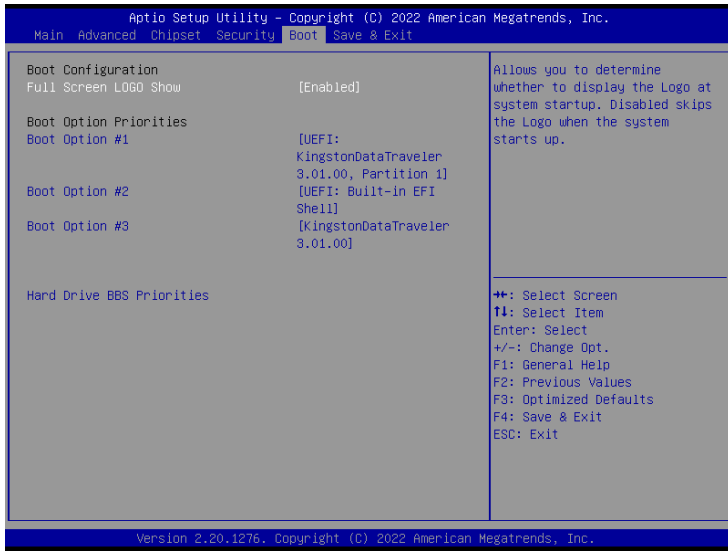 Aptio Setup Utility – Copyright (C) 2022 American Megatrends, Inc.
Main Advanced Chipset Security Boot Save & Exit
Boot Configuration
Full Screen LOGO Show [Enabled]
Boot Option Priorities
Boot Option #1 [UEFI:
KingstonDataTraveler
3.01.00, Partition 1]
Boot Option #2 [UEFI: Built-in EFI
Shell]
Boot Option #3 [KingstonDataTraveler
3.01.00]
Hard Drive BBS Priorities
Allows you to determine
whether to display the Logo at
system startup. Disabled skips
the Logo when the system
starts up.
→←: Select Screen
↑↓: Select Item
Enter: Select
+/-: Change Opt.
F1: General Help
F2: Previous Values
F3: Optimized Defaults
F4: Save & Exit
ESC: Exit
Version 2.20.1276. Copyright (C) 2022 American Megatrends, Inc.